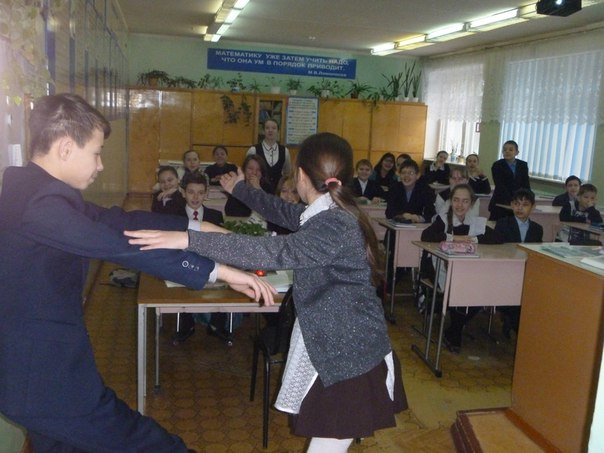 МАТЕМАТИКУ УЖЕ ЗАТЕМ УЧИТЬ НАДО,
ЧТО ОНА УМ В ПОРЯДОК ПРИВОДИТ.
М.В.Ломоносов